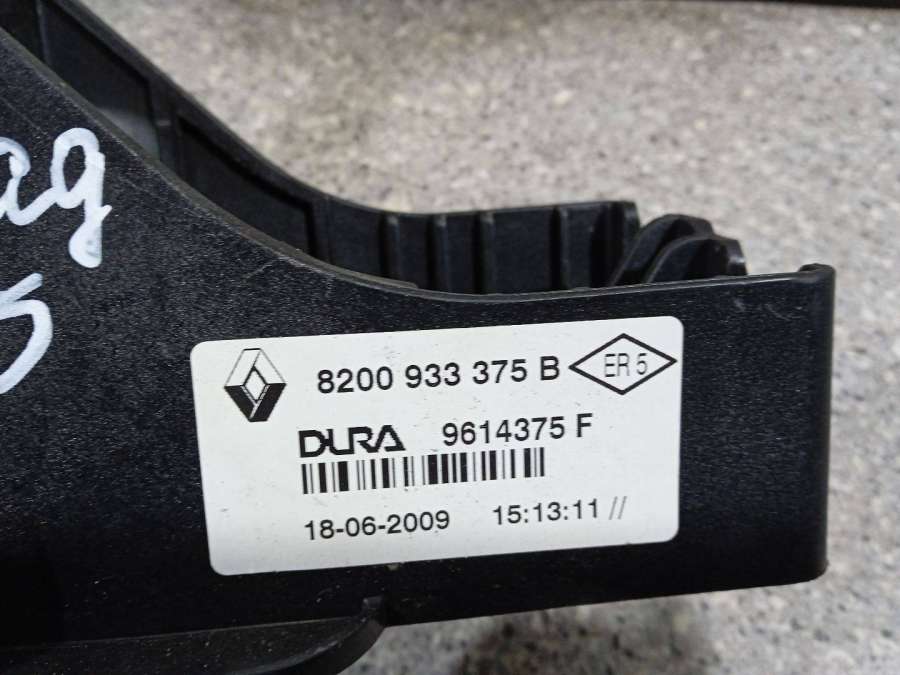 8200 933 375 B ER 5
DURA 9614375 F
18-06-2009 15:13:11 //